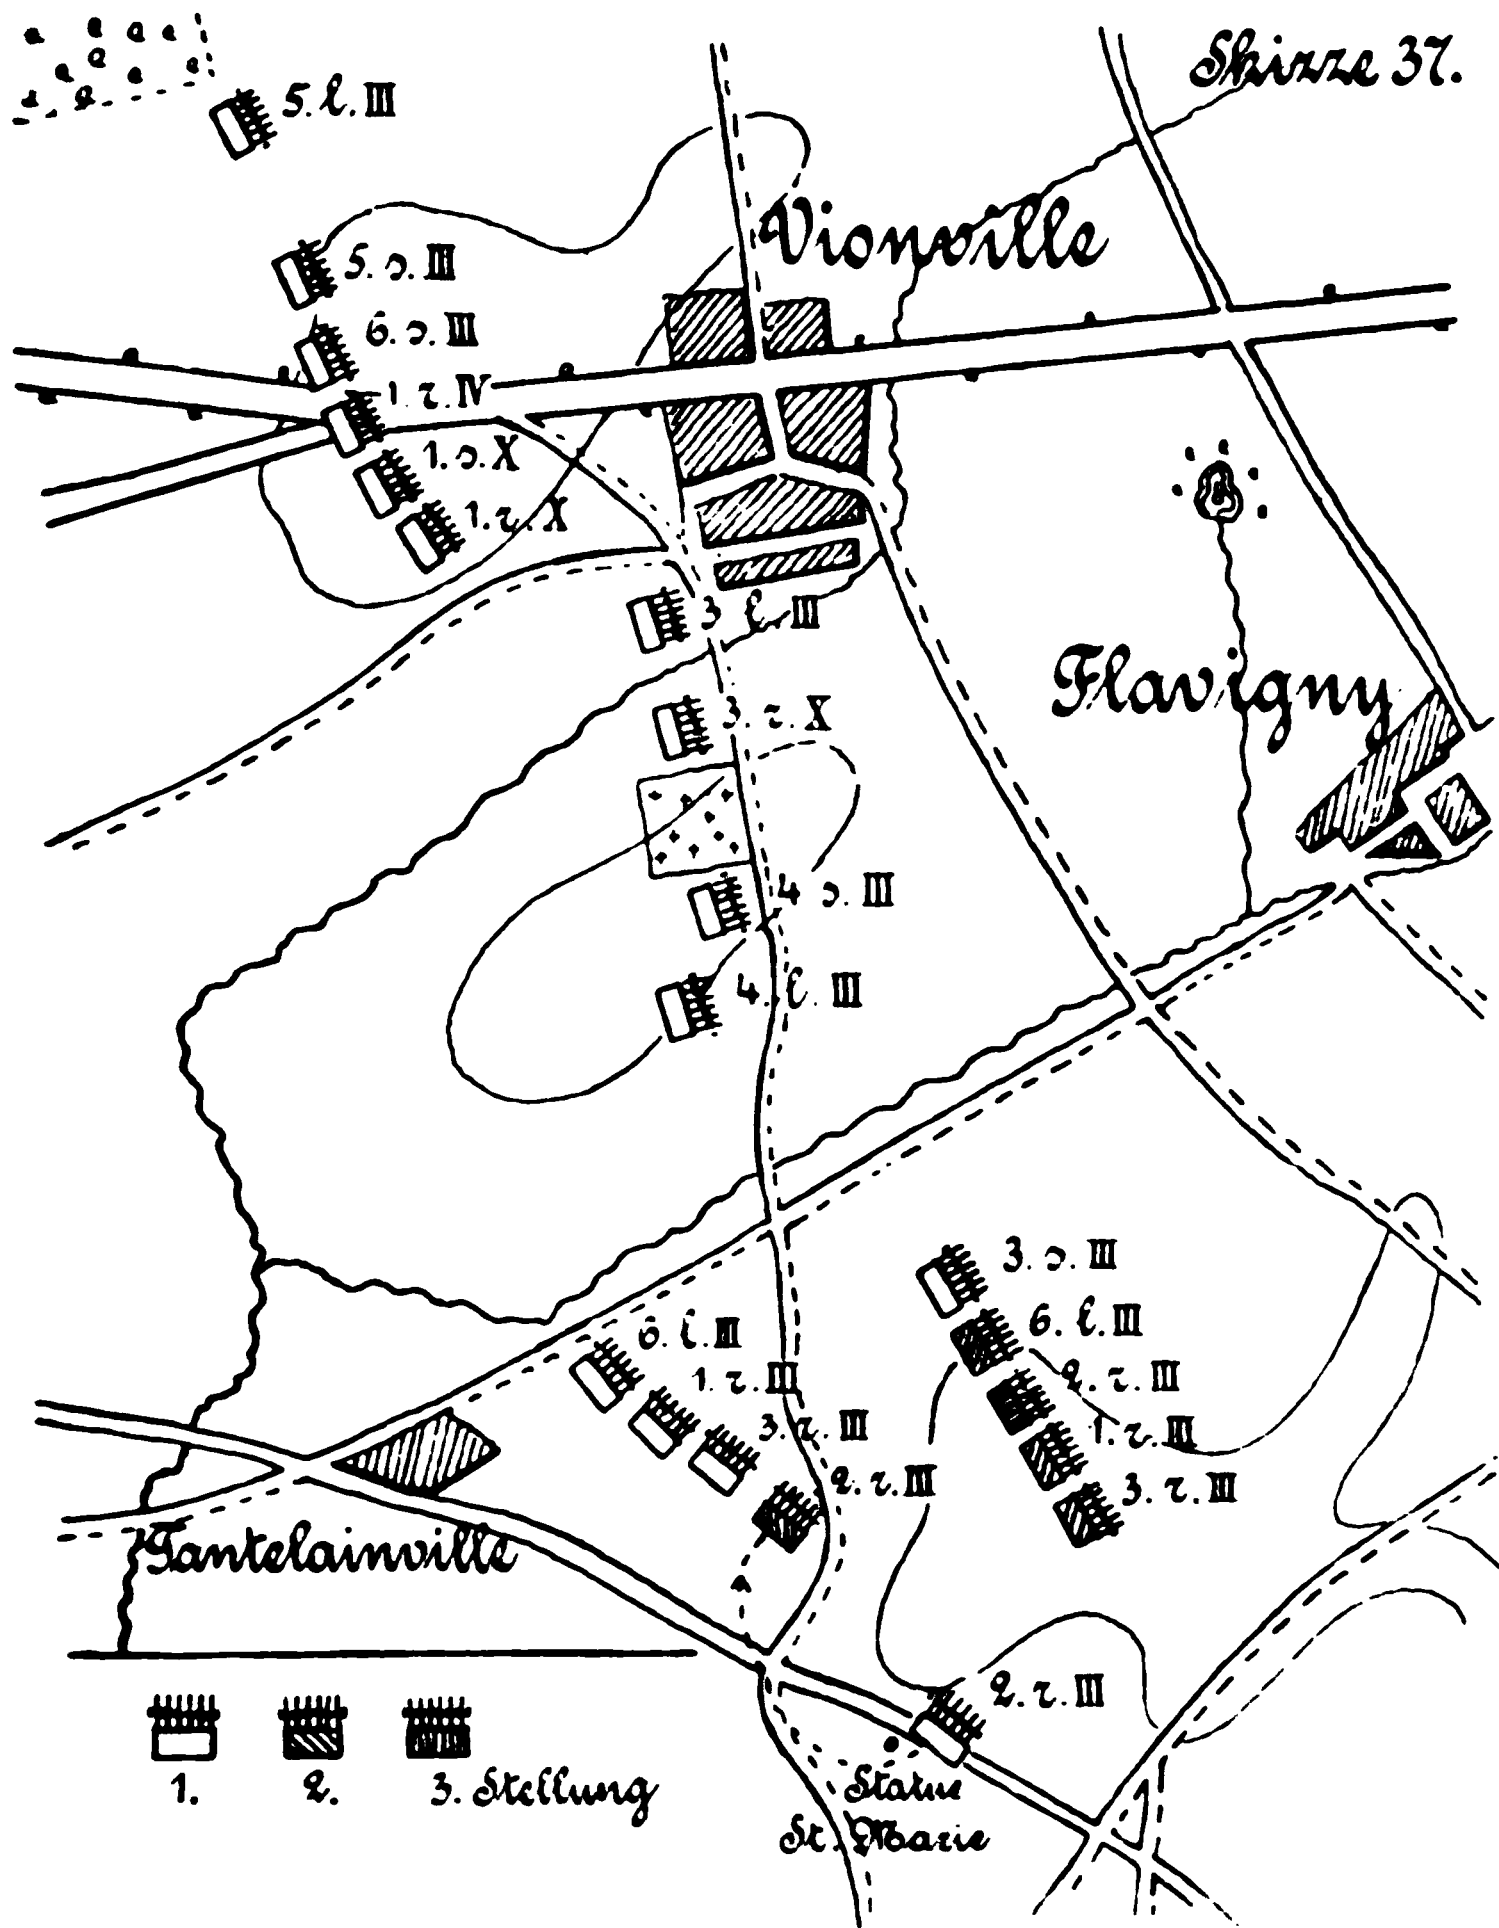 Skizze 37.
5. l. III
Vionville
5. s. III
6. s. III
1. r. IV
1. s. X
1. r. X
3 l. III
Flavigny
3. r. X
4 s. III
4. l. III
3. s. III
6. l. III
6. l. III
2. r. III
1. r. III
1. r. III
3. r. III
3. r. III
2. r. III
Tantelainville
2. r. III
1. 2. 3. Stellung
Statue
St. Marie